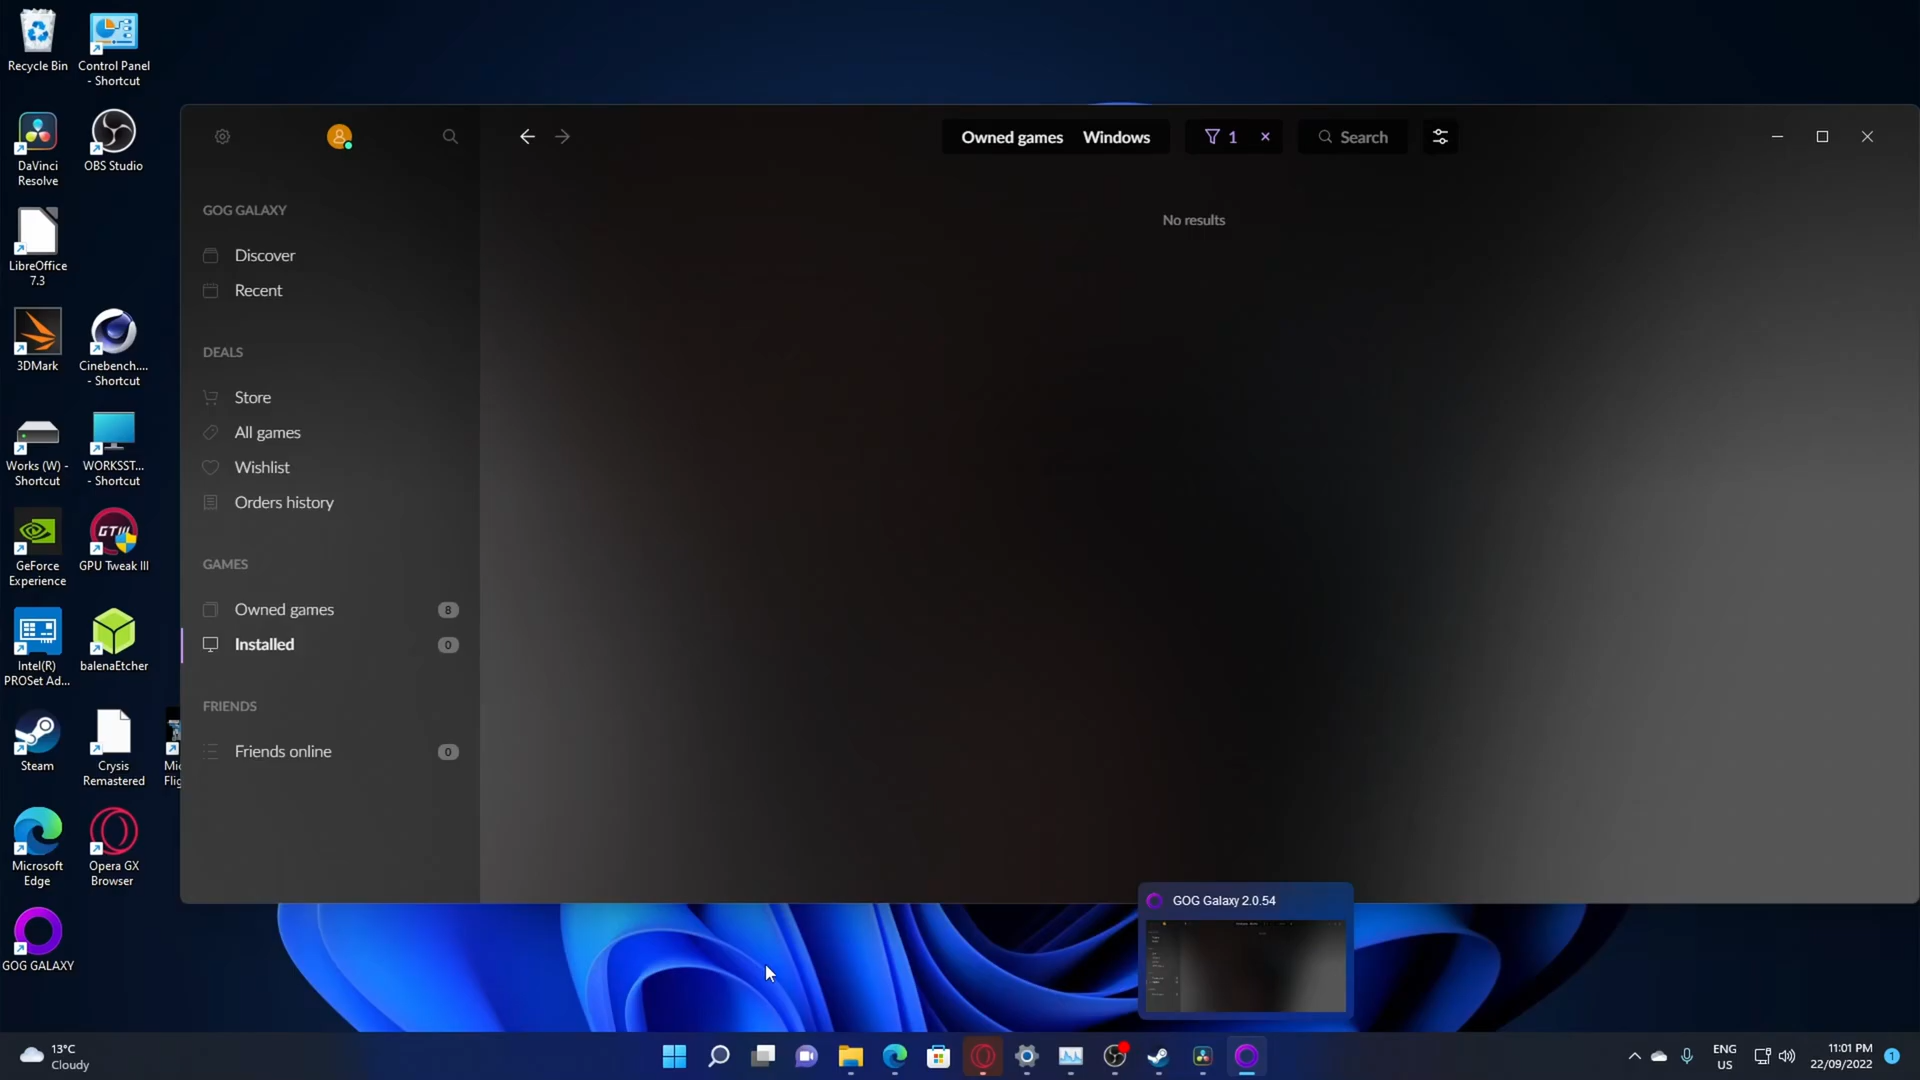 Recycle Bin
Control Panel
- Shortcut
DaVinci
Resolve
OBS Studio
LibreOffice
7.3
3DMark
Cinebench....
- Shortcut
Works (W) -
Shortcut
WORKSST...
- Shortcut
GeForce
Experience
GTIII
GPU Tweak III
Intel(R)
PROSet Ad...
balenaEtcher
Steam
Crysis
Remastered
Mic
Flig
Microsoft
Edge
Opera GX
Browser
GOG GALAXY
Owned games
Windows
1
Search
GOG GALAXY
Discover
Recent
DEALS
Store
All games
Wishlist
Orders history
GAMES
Owned games
8
Installed
0
FRIENDS
Friends online
0
No results
GOG Galaxy 2.0.54
13°C
Cloudy
ENG
US
11:01 PM
22/09/2022
1